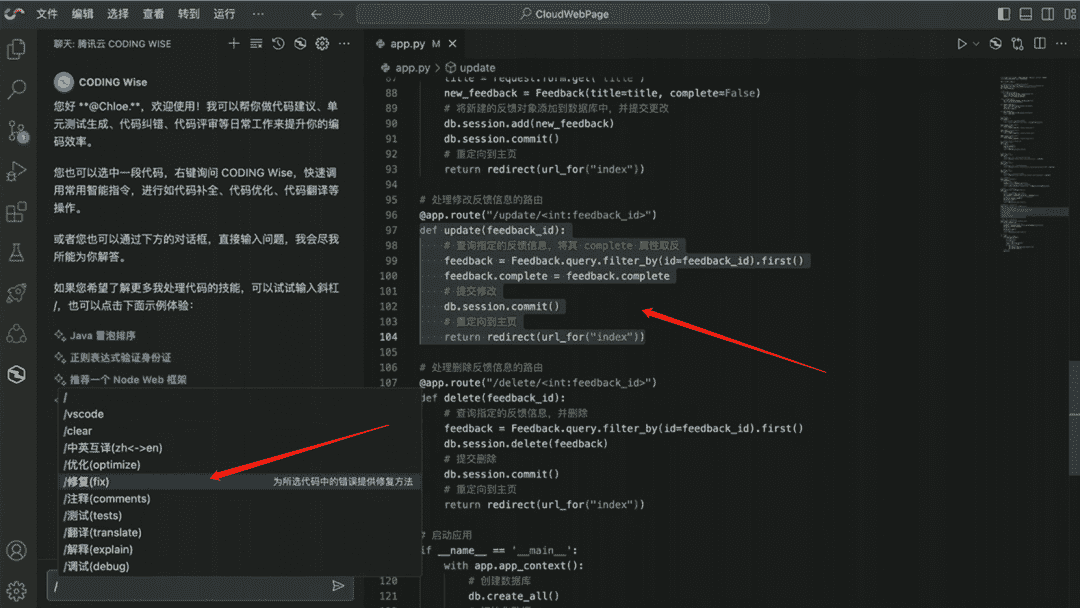 文件 编辑 选择 查看 转到 运行 ···
CloudWebPage
聊天: 腾讯云 CODING WISE
CODING Wise
您好 **@Chloe.**，欢迎使用！我可以帮你做代码建议、单
元测试生成、代码纠错、代码评审等日常工作来提升你的编
码效率。
您也可以选中一段代码，右键询问 CODING Wise，快速调
用常用智能指令，进行如代码补全、代码优化、代码翻译等
操作。
或者您也可以通过下方的对话框，直接输入问题，我会尽我
所能为你解答。
如果您希望了解更多我处理代码的技能，可以试试输入斜杠
/，也可以点击下面示例体验：
Java 冒泡排序
正则表达式验证身份证
推荐一个 Node Web 框架
/
/vscode
/clear
/中英互译(zh<->en)
/优化(optimize)
/修复(fix) 为所选代码中的错误提供修复方法
/注释(comments)
/测试(tests)
/翻译(translate)
/解释(explain)
/调试(debug)
/
app.py M
app.py > update
87 title = request.form.get("title")
88 new_feedback = Feedback(title=title, complete=False)
89 # 将新建的反馈对象添加到数据库中，并提交更改
90 db.session.add(new_feedback)
91 db.session.commit()
92 # 重定向到主页
93 return redirect(url_for("index"))
94
95 # 处理修改反馈信息的路由
96 @app.route("/update/<int:feedback_id>")
97 def update(feedback_id):
98 # 查询指定的反馈信息，将其 complete 属性取反
99 feedback = Feedback.query.filter_by(id=feedback_id).first()
100 feedback.complete = feedback.complete
101 # 提交修改
102 db.session.commit()
103 # 重定向到主页
104 return redirect(url_for("index"))
105
106 # 处理删除反馈信息的路由
107 @app.route("/delete/<int:feedback_id>")
def delete(feedback_id):
# 查询指定的反馈信息，并删除
feedback = Feedback.query.filter_by(id=feedback_id).first()
db.session.delete(feedback)
# 提交删除
db.session.commit()
# 重定向到主页
return redirect(url_for("index"))
# 启动应用
if __name__ == '__main__':
with app.app_context():
120 # 创建数据库
121 db.create_all()